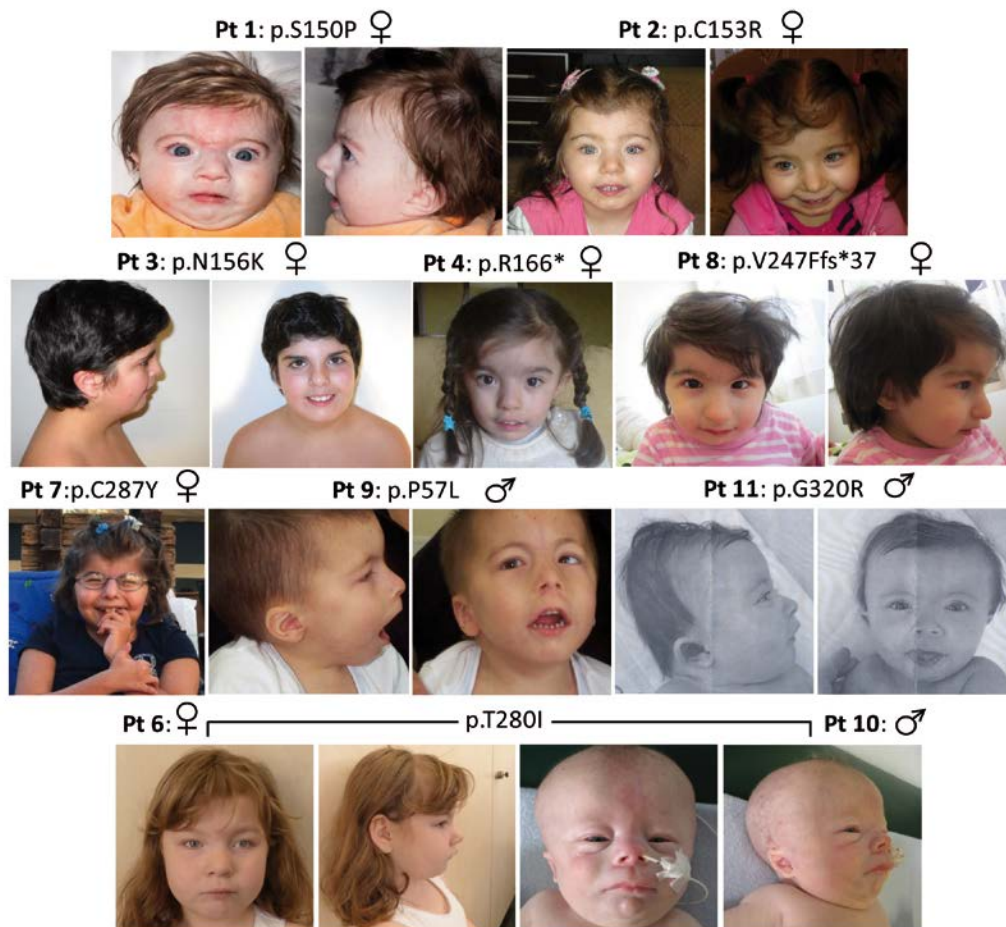 Pt 1: p.S150P ♀ Pt 2: p.C153R ♀
Pt 3: p.N156K ♀ Pt 4: p.R166* ♀ Pt 8: p.V247Ffs*37 ♀
Pt 7:p.C287Y ♀ Pt 9: p.P57L ♂ Pt 11: p.G320R ♂
Pt 6: ♀ p.T280I Pt 10: ♂